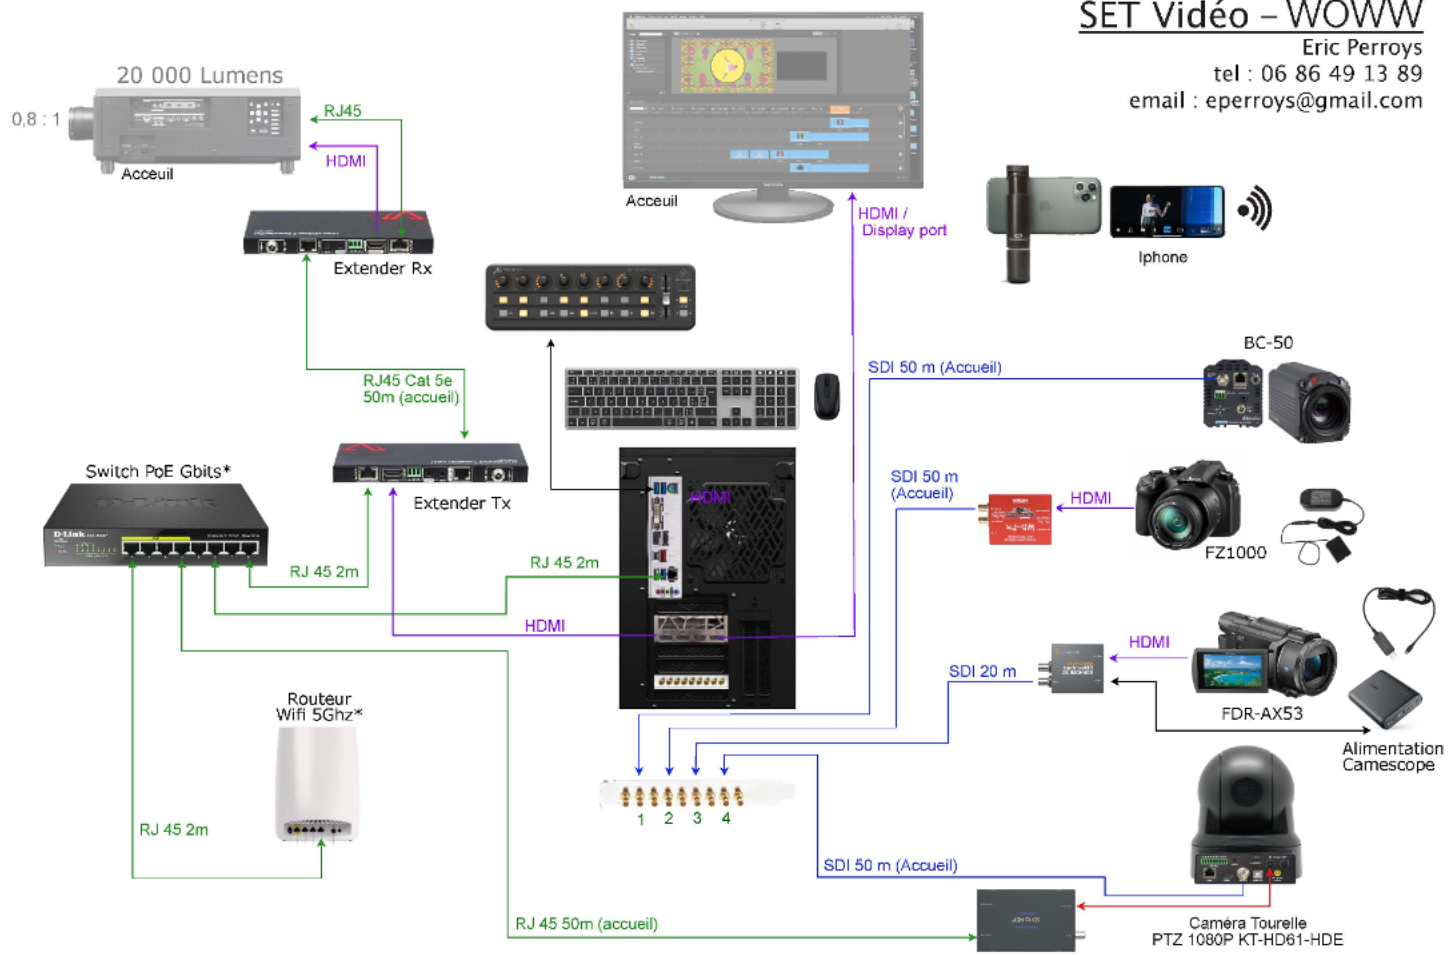 SET Vidéo – WOWW
Eric Perroys
tel : 06 86 49 13 89
email : eperroys@gmail.com
20 000 Lumens
0,8 : 1
RJ45
HDMI
Acceuil
Acceuil
HDMI /
Display port
Iphone
Extender Rx
BC-50
SDI 50 m (Accueil)
RJ45 Cat 5e
50m (accueil)
Switch PoE Gbits*
D-Link
D-Link
Extender Tx
HDMI
SDI 50 m
(Accueil)
HDMI
FZ1000
RJ 45 2m
RJ 45 2m
HDMI
HDMI
SDI 20 m
FDR-AX53
Alimentation
Camescope
Routeur
Wifi 5Ghz*
RJ 45 2m
1 2 3 4
SDI 50 m (Accueil)
RJ 45 50m (accueil)
Caméra Tourelle
PTZ 1080P KT-HD61-HDE